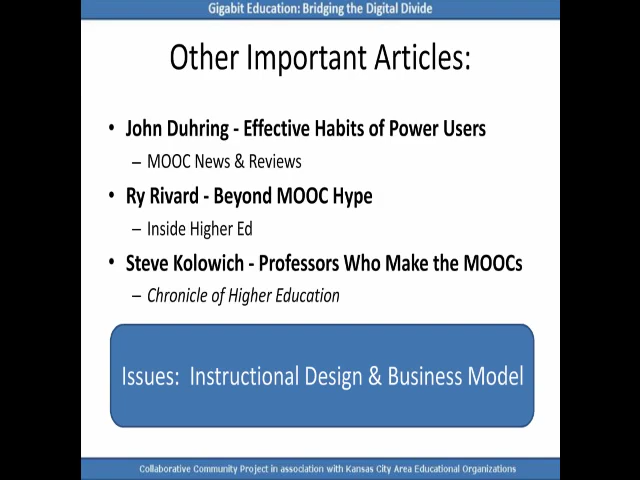 Gigabit Education: Bridging the Digital Divide
Other Important Articles:
• John Duhring - Effective Habits of Power Users
– MOOC News & Reviews
• Ry Rivard - Beyond MOOC Hype
– Inside Higher Ed
• Steve Kolowich - Professors Who Make the MOOCs
– Chronicle of Higher Education
Issues: Instructional Design & Business Model
Collaborative Community Project in association with Kansas City Area Educational Organizations